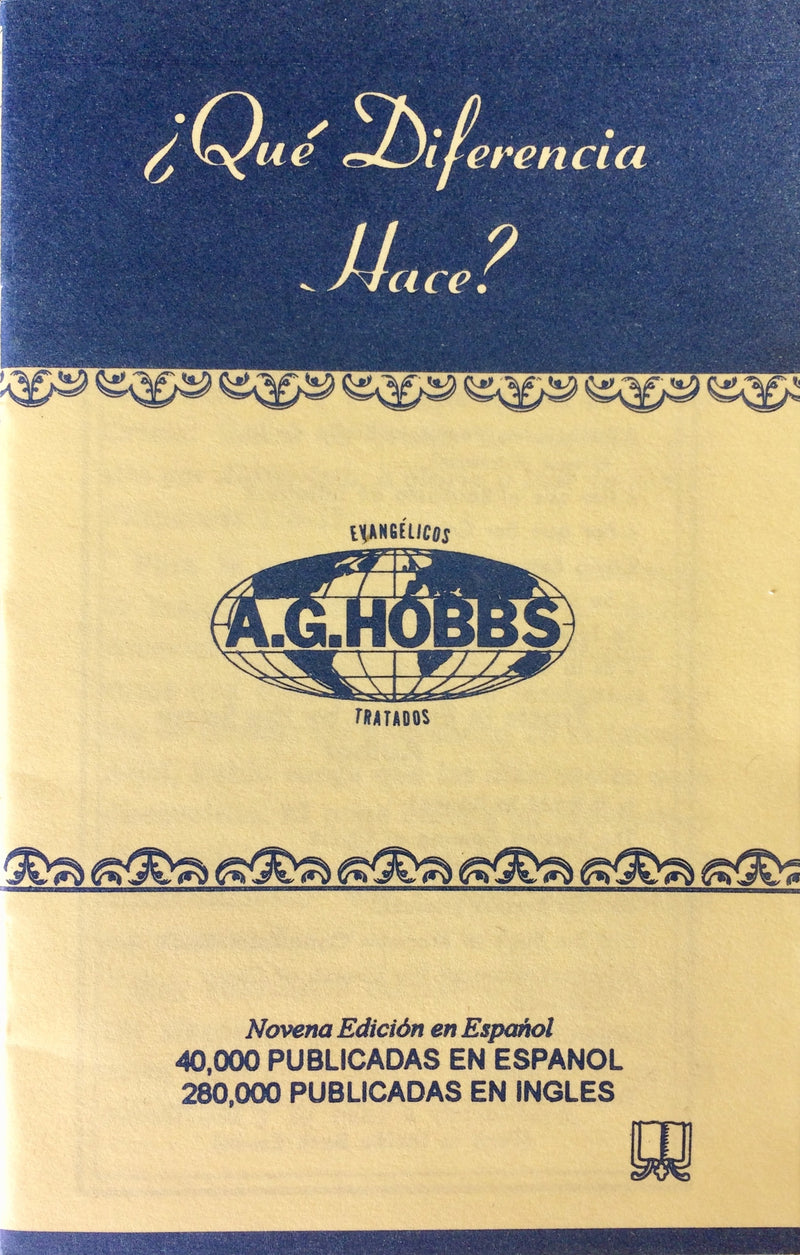 ¿Qué Diferencia
Hace?
EVANGÉLICOS
A.G.HOBBS
TRATADOS
Novena Edición en Español
40,000 PUBLICADAS EN ESPANOL
280,000 PUBLICADAS EN INGLES